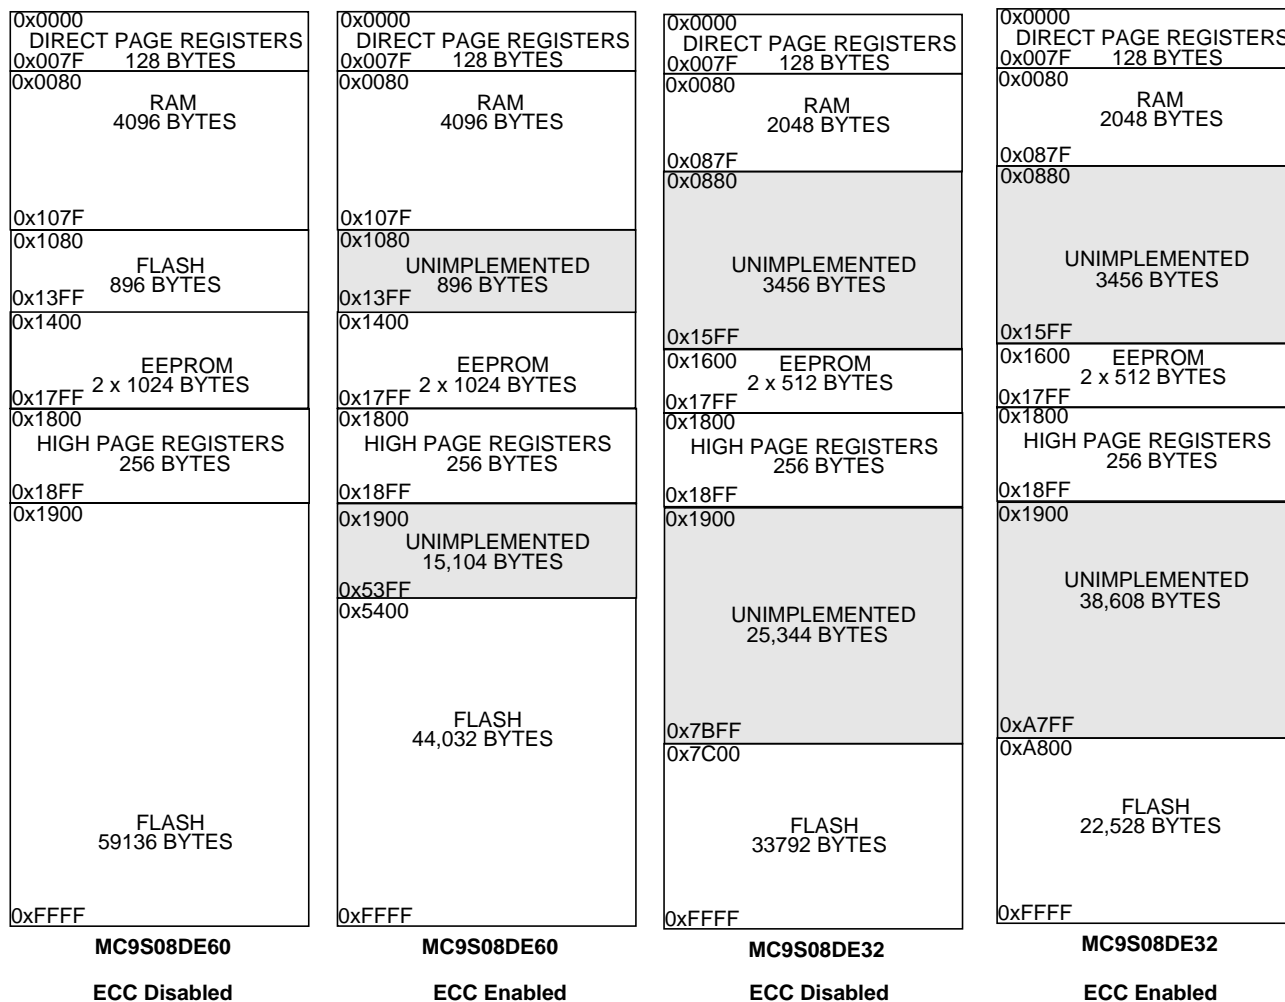 0x0000
DIRECT PAGE REGISTERS
0x007F 128 BYTES
0x0080
RAM
4096 BYTES
0x107F
0x1080
FLASH
896 BYTES
0x13FF
0x1400
EEPROM
2 x 1024 BYTES
0x17FF
0x1800
HIGH PAGE REGISTERS
256 BYTES
0x18FF
0x1900
FLASH
59136 BYTES
0xFFFF
MC9S08DE60
ECC Disabled
0x0000
DIRECT PAGE REGISTERS
0x007F 128 BYTES
0x0080
RAM
4096 BYTES
0x107F
0x1080
UNIMPLEMENTED
896 BYTES
0x13FF
0x1400
EEPROM
2 x 1024 BYTES
0x17FF
0x1800
HIGH PAGE REGISTERS
256 BYTES
0x18FF
0x1900
UNIMPLEMENTED
15,104 BYTES
0x53FF
0x5400
FLASH
44,032 BYTES
0xFFFF
MC9S08DE60
ECC Enabled
0x0000
DIRECT PAGE REGISTERS
0x007F 128 BYTES
0x0080
RAM
2048 BYTES
0x087F
0x0880
UNIMPLEMENTED
3456 BYTES
0x15FF
0x1600
EEPROM
2 x 512 BYTES
0x17FF
0x1800
HIGH PAGE REGISTERS
256 BYTES
0x18FF
0x1900
UNIMPLEMENTED
25,344 BYTES
0x7BFF
0x7C00
FLASH
33792 BYTES
0xFFFF
MC9S08DE32
ECC Disabled
0x0000
DIRECT PAGE REGISTERS
0x007F 128 BYTES
0x0080
RAM
2048 BYTES
0x087F
0x0880
UNIMPLEMENTED
3456 BYTES
0x15FF
0x1600
EEPROM
2 x 512 BYTES
0x17FF
0x1800
HIGH PAGE REGISTERS
256 BYTES
0x18FF
0x1900
UNIMPLEMENTED
38,608 BYTES
0xA7FF
0xA800
FLASH
22,528 BYTES
0xFFFF
MC9S08DE32
ECC Enabled